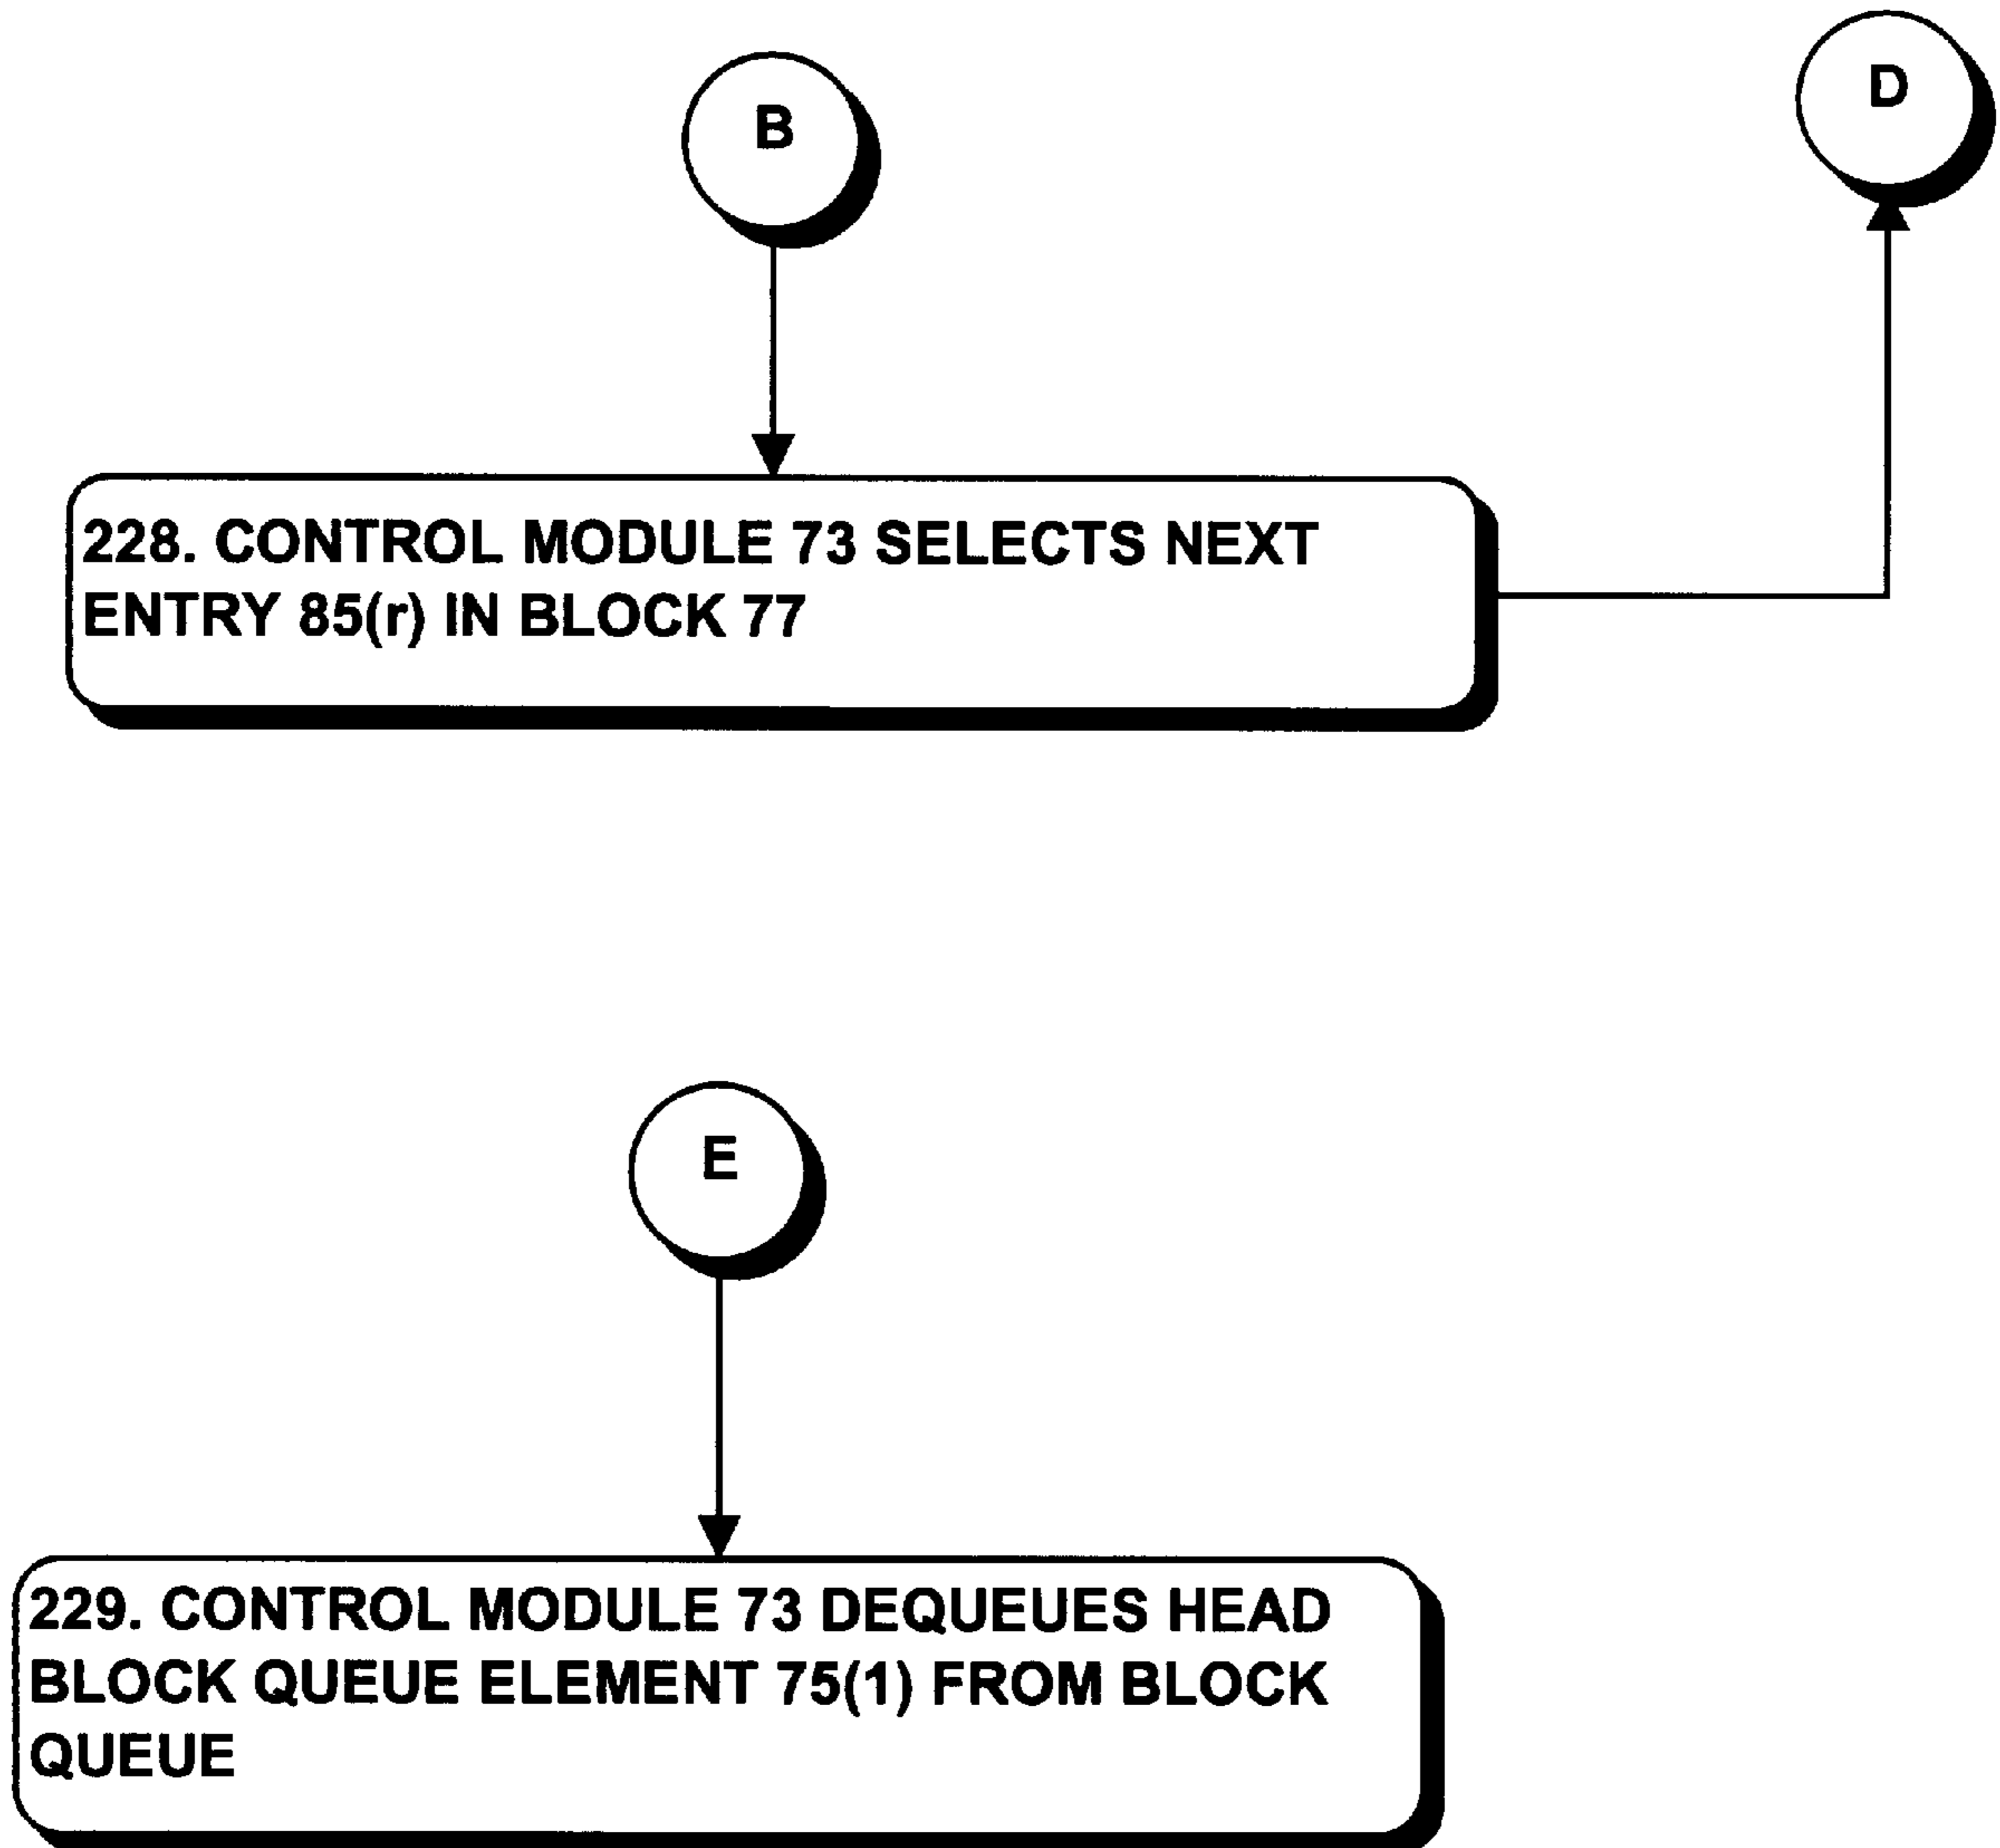 B
D
228. CONTROL MODULE 73 SELECTS NEXT
ENTRY 85(r) IN BLOCK 77
E
229. CONTROL MODULE 73 DEQUEUES HEAD
BLOCK QUEUE ELEMENT 75(1) FROM BLOCK
QUEUE